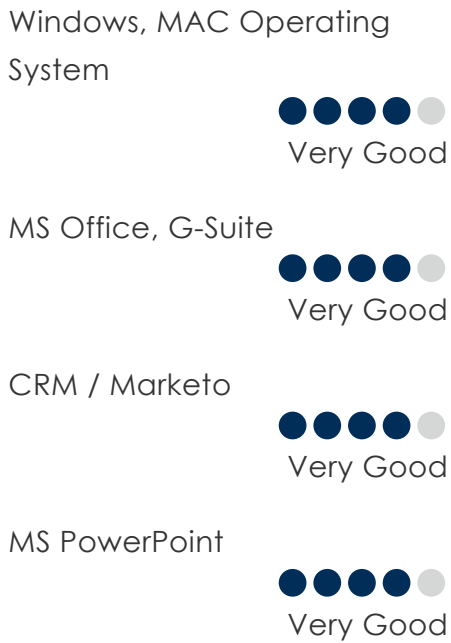 Windows, MAC Operating
System
Very Good
MS Office, G-Suite
Very Good
CRM / Marketo
Very Good
MS PowerPoint
Very Good